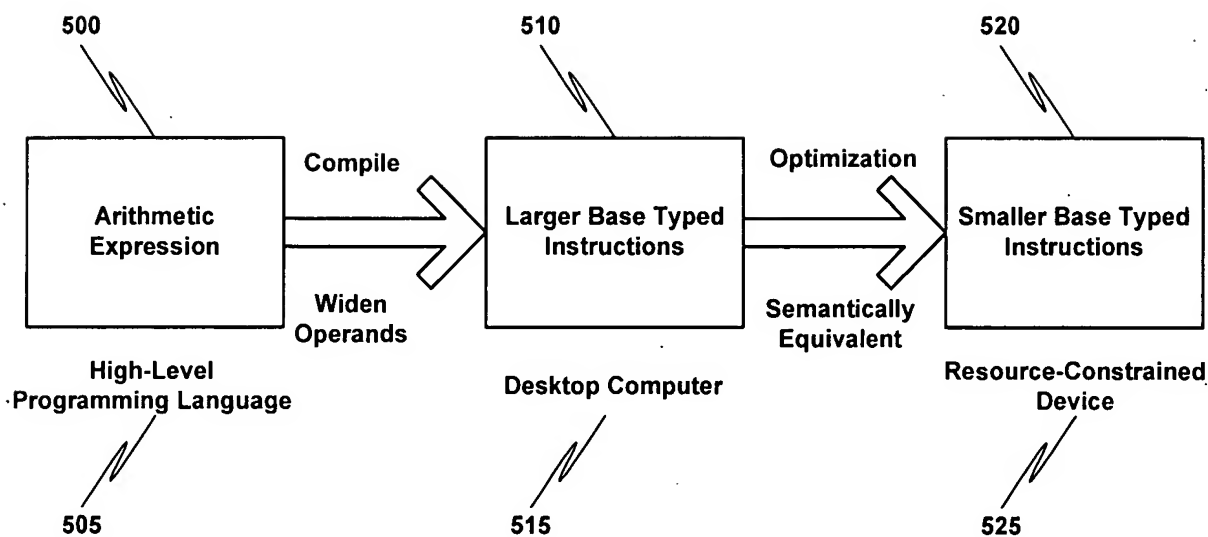 500
510
520
Arithmetic
Expression
Compile
Widen
Operands
Larger Base Typed
Instructions
Optimization
Semantically
Equivalent
Smaller Base Typed
Instructions
High-Level
Programming Language
Desktop Computer
Resource-Constrained
Device
505
515
525